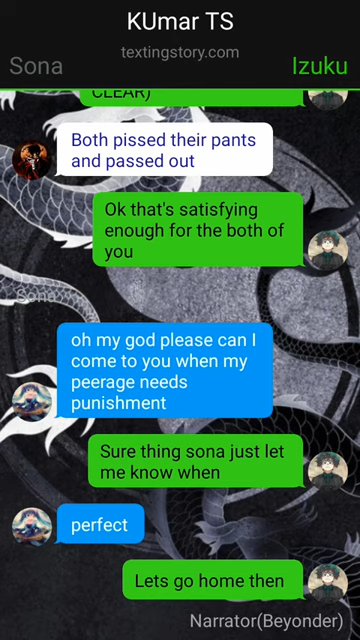 KUmar TS
textingstory.com
Sona
Izuku
CLEAR)
Both pissed their pants
and passed out
Ok that's satisfying
enough for the both of
you
Sona
oh my god please can I
come to you when my
peerage needs
punishment
Sure thing sona just let
me know when
perfect
Lets go home then
Narrator(Beyonder)